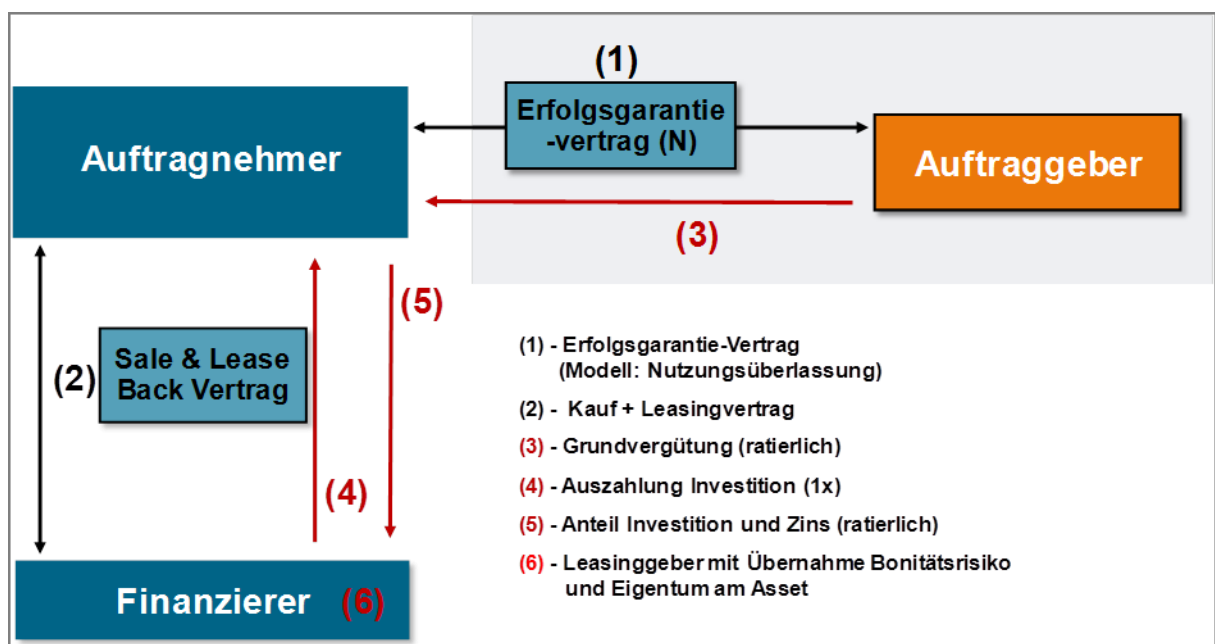 (1)
Erfolgsgarantie
-vertrag (N)
Auftragnehmer
Auftraggeber
(3)
(5)
(2)
Sale & Lease
Back Vertrag
(4)
Finanzierer (6)
(1) - Erfolgsgarantie-Vertrag
(Modell: Nutzungsüberlassung)
(2) - Kauf + Leasingvertrag
(3) - Grundvergütung (ratierlich)
(4) - Auszahlung Investition (1x)
(5) - Anteil Investition und Zins (ratierlich)
(6) - Leasinggeber mit Übernahme Bonitätsrisiko
und Eigentum am Asset